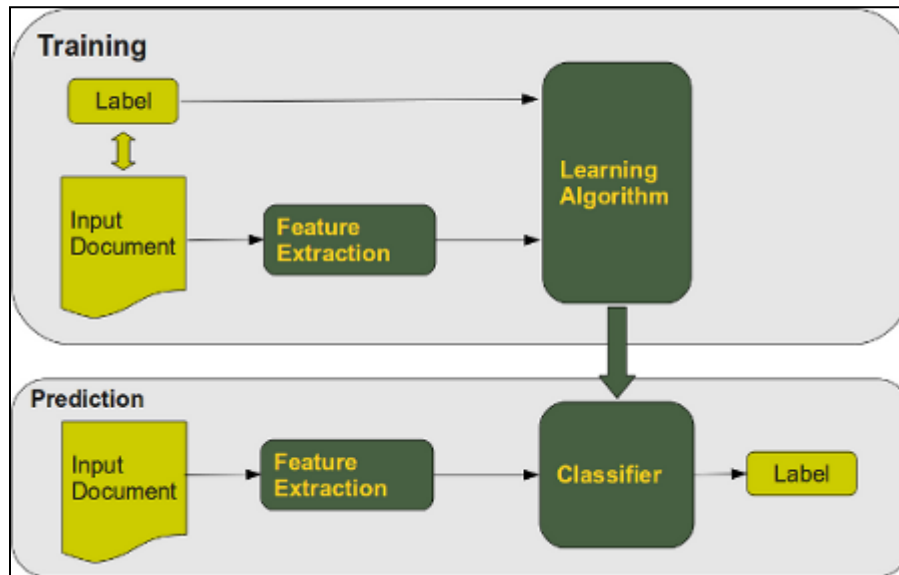 Training
Label
Learning
Algorithm
Input
Document
Feature
Extraction
Prediction
Input
Document
Feature
Extraction
Classifier
Label